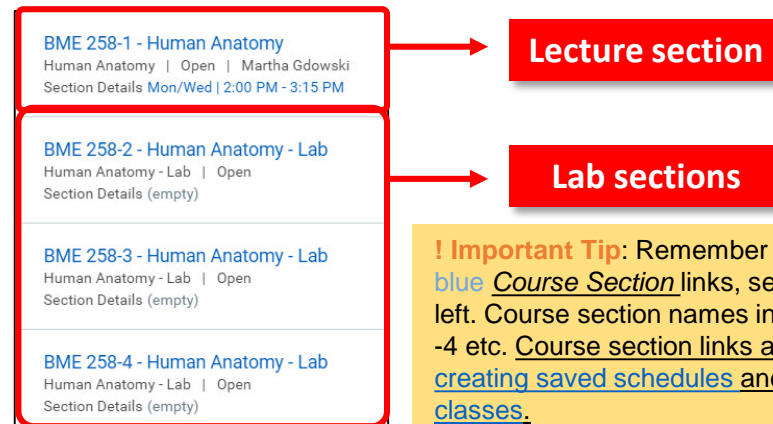 BME 258-1 - Human Anatomy
Human Anatomy | Open | Martha Gdowski
Section Details Mon/Wed | 2:00 PM - 3:15 PM
Lecture section
BME 258-2 - Human Anatomy - Lab
Human Anatomy - Lab | Open
Section Details (empty)
Lab sections
BME 258-3 - Human Anatomy - Lab
Human Anatomy - Lab | Open
Section Details (empty)
BME 258-4 - Human Anatomy - Lab
Human Anatomy - Lab | Open
Section Details (empty)
! Important Tip: Remember
blue Course Section links,
left. Course section names
-4 etc. Course section links
creating saved schedules
classes.